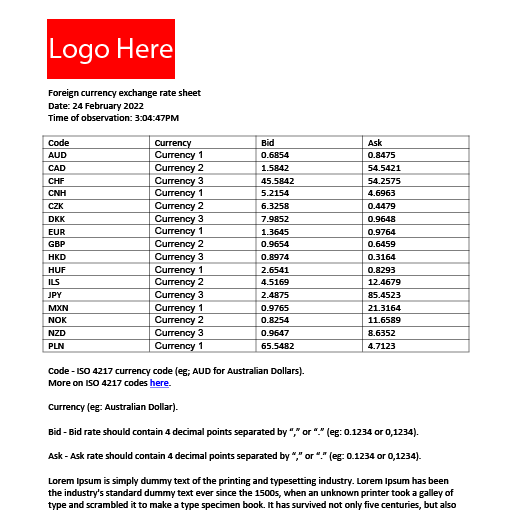 Logo Here
Foreign currency exchange rate sheet
Date: 24 February 2022
Time of observation: 3:04:47PM
Code Currency Bid Ask
AUD Currency 1 0.6854 0.8475
CAD Currency 2 1.5842 54.5421
CHF Currency 3 45.5842 54.2575
CNH Currency 1 5.2154 4.6963
CZK Currency 2 6.3258 0.4479
DKK Currency 3 7.9852 0.9648
EUR Currency 1 1.3645 0.9764
GBP Currency 2 0.9654 0.6459
HKD Currency 3 0.8974 0.3164
HUF Currency 1 2.6541 0.8293
ILS Currency 2 4.5169 12.4679
JPY Currency 3 2.4875 85.4523
MXN Currency 1 0.9765 21.3164
NOK Currency 2 0.8254 11.6589
NZD Currency 3 0.9647 8.6352
PLN Currency 1 65.5482 4.7123
Code - ISO 4217 currency code (eg; AUD for Australian Dollars).
More on ISO 4217 codes here.
Currency (eg: Australian Dollar).
Bid - Bid rate should contain 4 decimal points separated by “,” or “.” (eg: 0.1234 or 0,1234).
Ask - Ask rate should contain 4 decimal points separated by “,” or “.” (eg: 0.1234 or 0,1234).
Lorem Ipsum is simply dummy text of the printing and typesetting industry. Lorem Ipsum has been
the industry's standard dummy text ever since the 1500s, when an unknown printer took a galley of
type and scrambled it to make a type specimen book. It has survived not only five centuries, but also